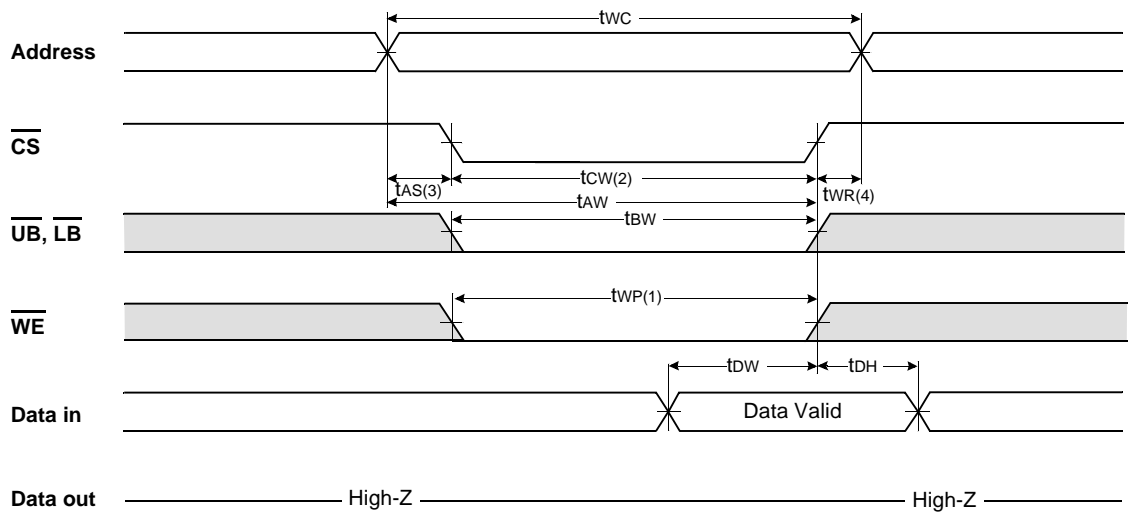 tWC
Address
CS
tAS(3) tCW(2) tWR(4)
tAW
UB, LB
tBW
tWP(1)
WE
tDW tDH
Data in Data Valid
Data out High-Z High-Z